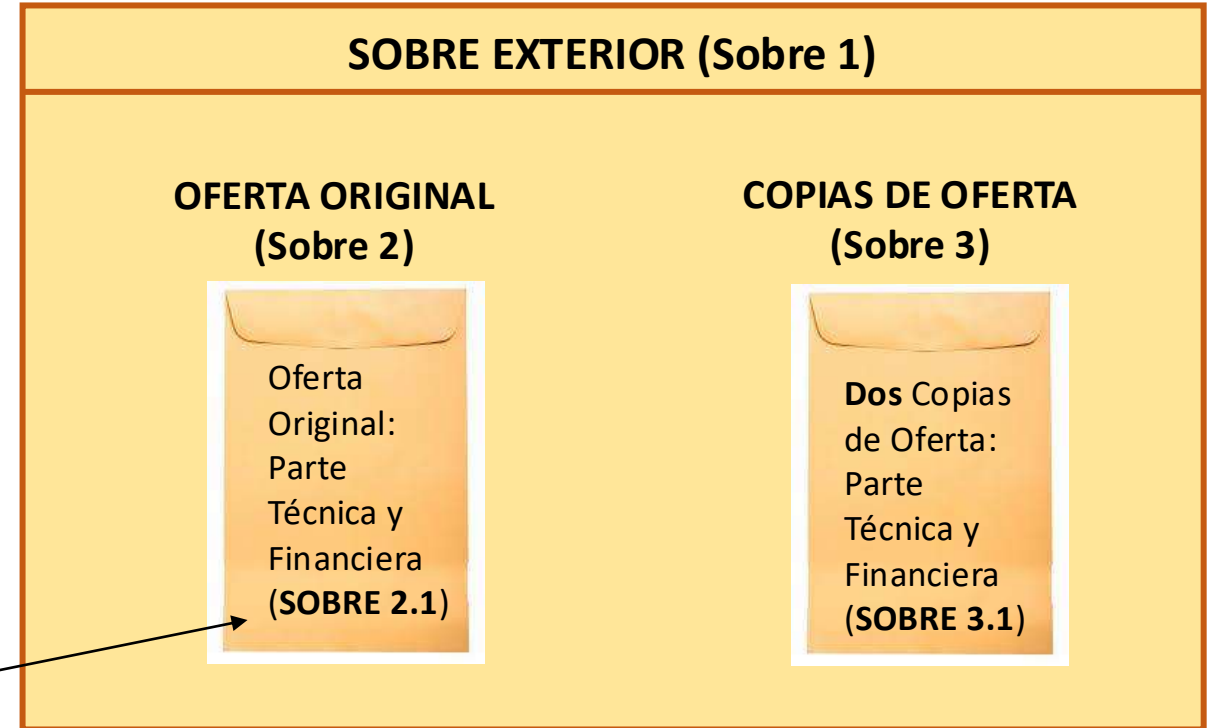 SOBRE EXTERIOR (Sobre 1)
OFERTA ORIGINAL
(Sobre 2)
Oferta
Original:
Parte
Técnica y
Financiera
(SOBRE 2.1)
COPIAS DE OFERTA
(Sobre 3)
Dos Copias
de Oferta:
Parte
Técnica y
Financiera
(SOBRE 3.1)